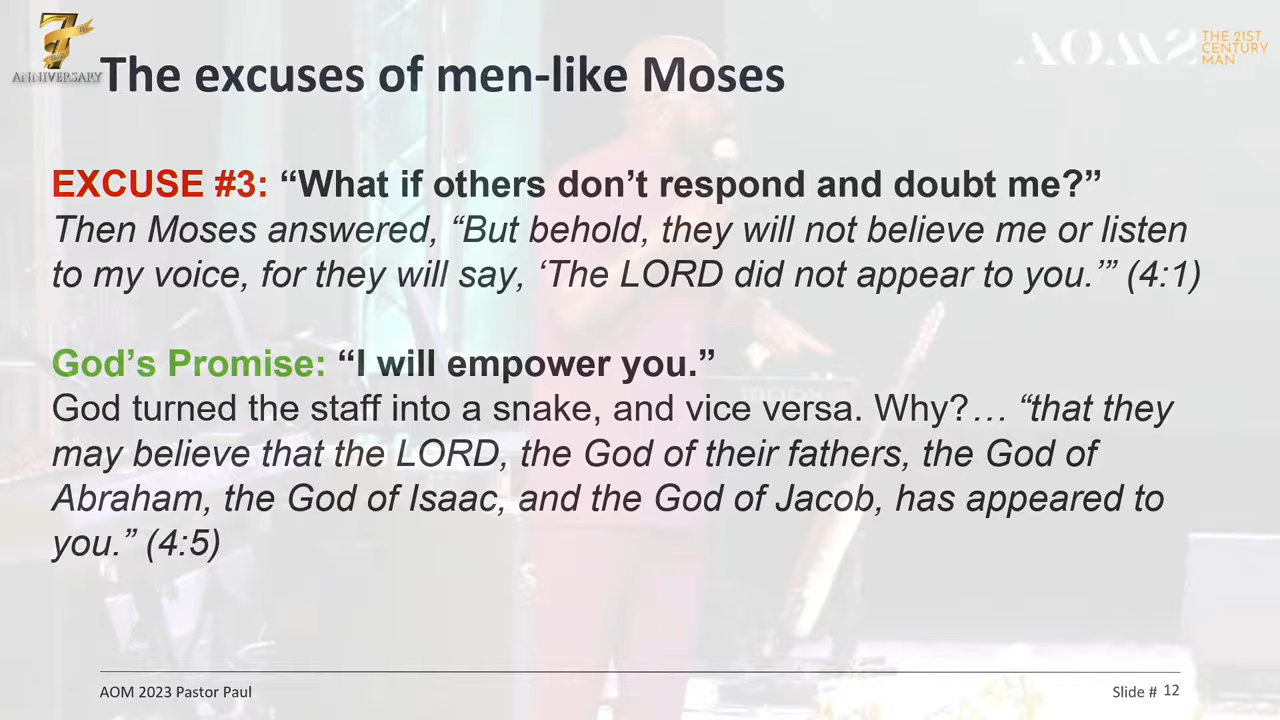 7
TH
ANNIVERSARY
The excuses of men-like Moses
THE 21ST
CENTURY
MAN
EXCUSE #3: “What if others don’t respond and doubt me?”
Then Moses answered, “But behold, they will not believe me or listen
to my voice, for they will say, ‘The LORD did not appear to you.’” (4:1)
God’s Promise: “I will empower you.”
God turned the staff into a snake, and vice versa. Why?… “that they
may believe that the LORD, the God of their fathers, the God of
Abraham, the God of Isaac, and the God of Jacob, has appeared to
you.” (4:5)
AOM 2023 Pastor Paul
Slide # 12